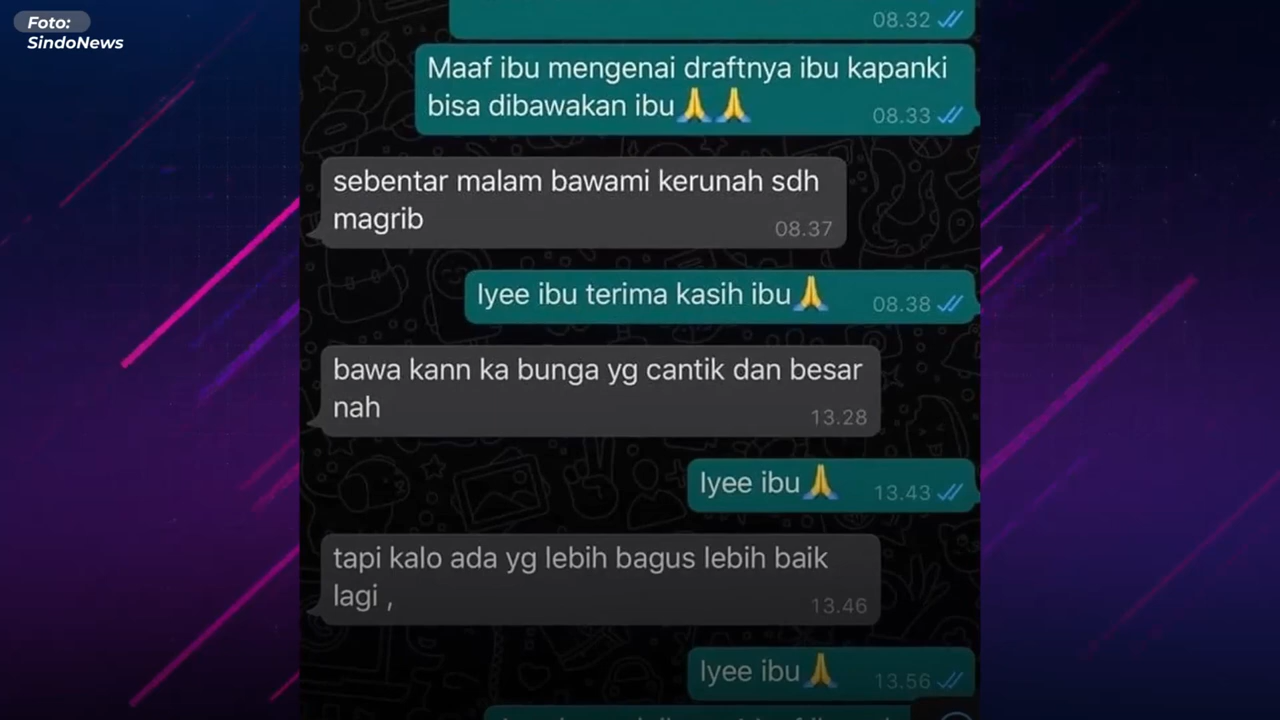 Foto:
SindoNews
08.32
Maaf ibu mengenai draftnya ibu kapanki
bisa dibawakan ibu🙏🙏
08.33
sebentar malam bawami kerunah sdh
magrib
08.37
Iyee ibu terima kasih ibu🙏
08.38
bawa kann ka bunga yg cantik dan besar
nah
13.28
Iyee ibu🙏
13.43
tapi kalo ada yg lebih bagus lebih baik
lagi ,
13.46
Iyee ibu🙏
13.56